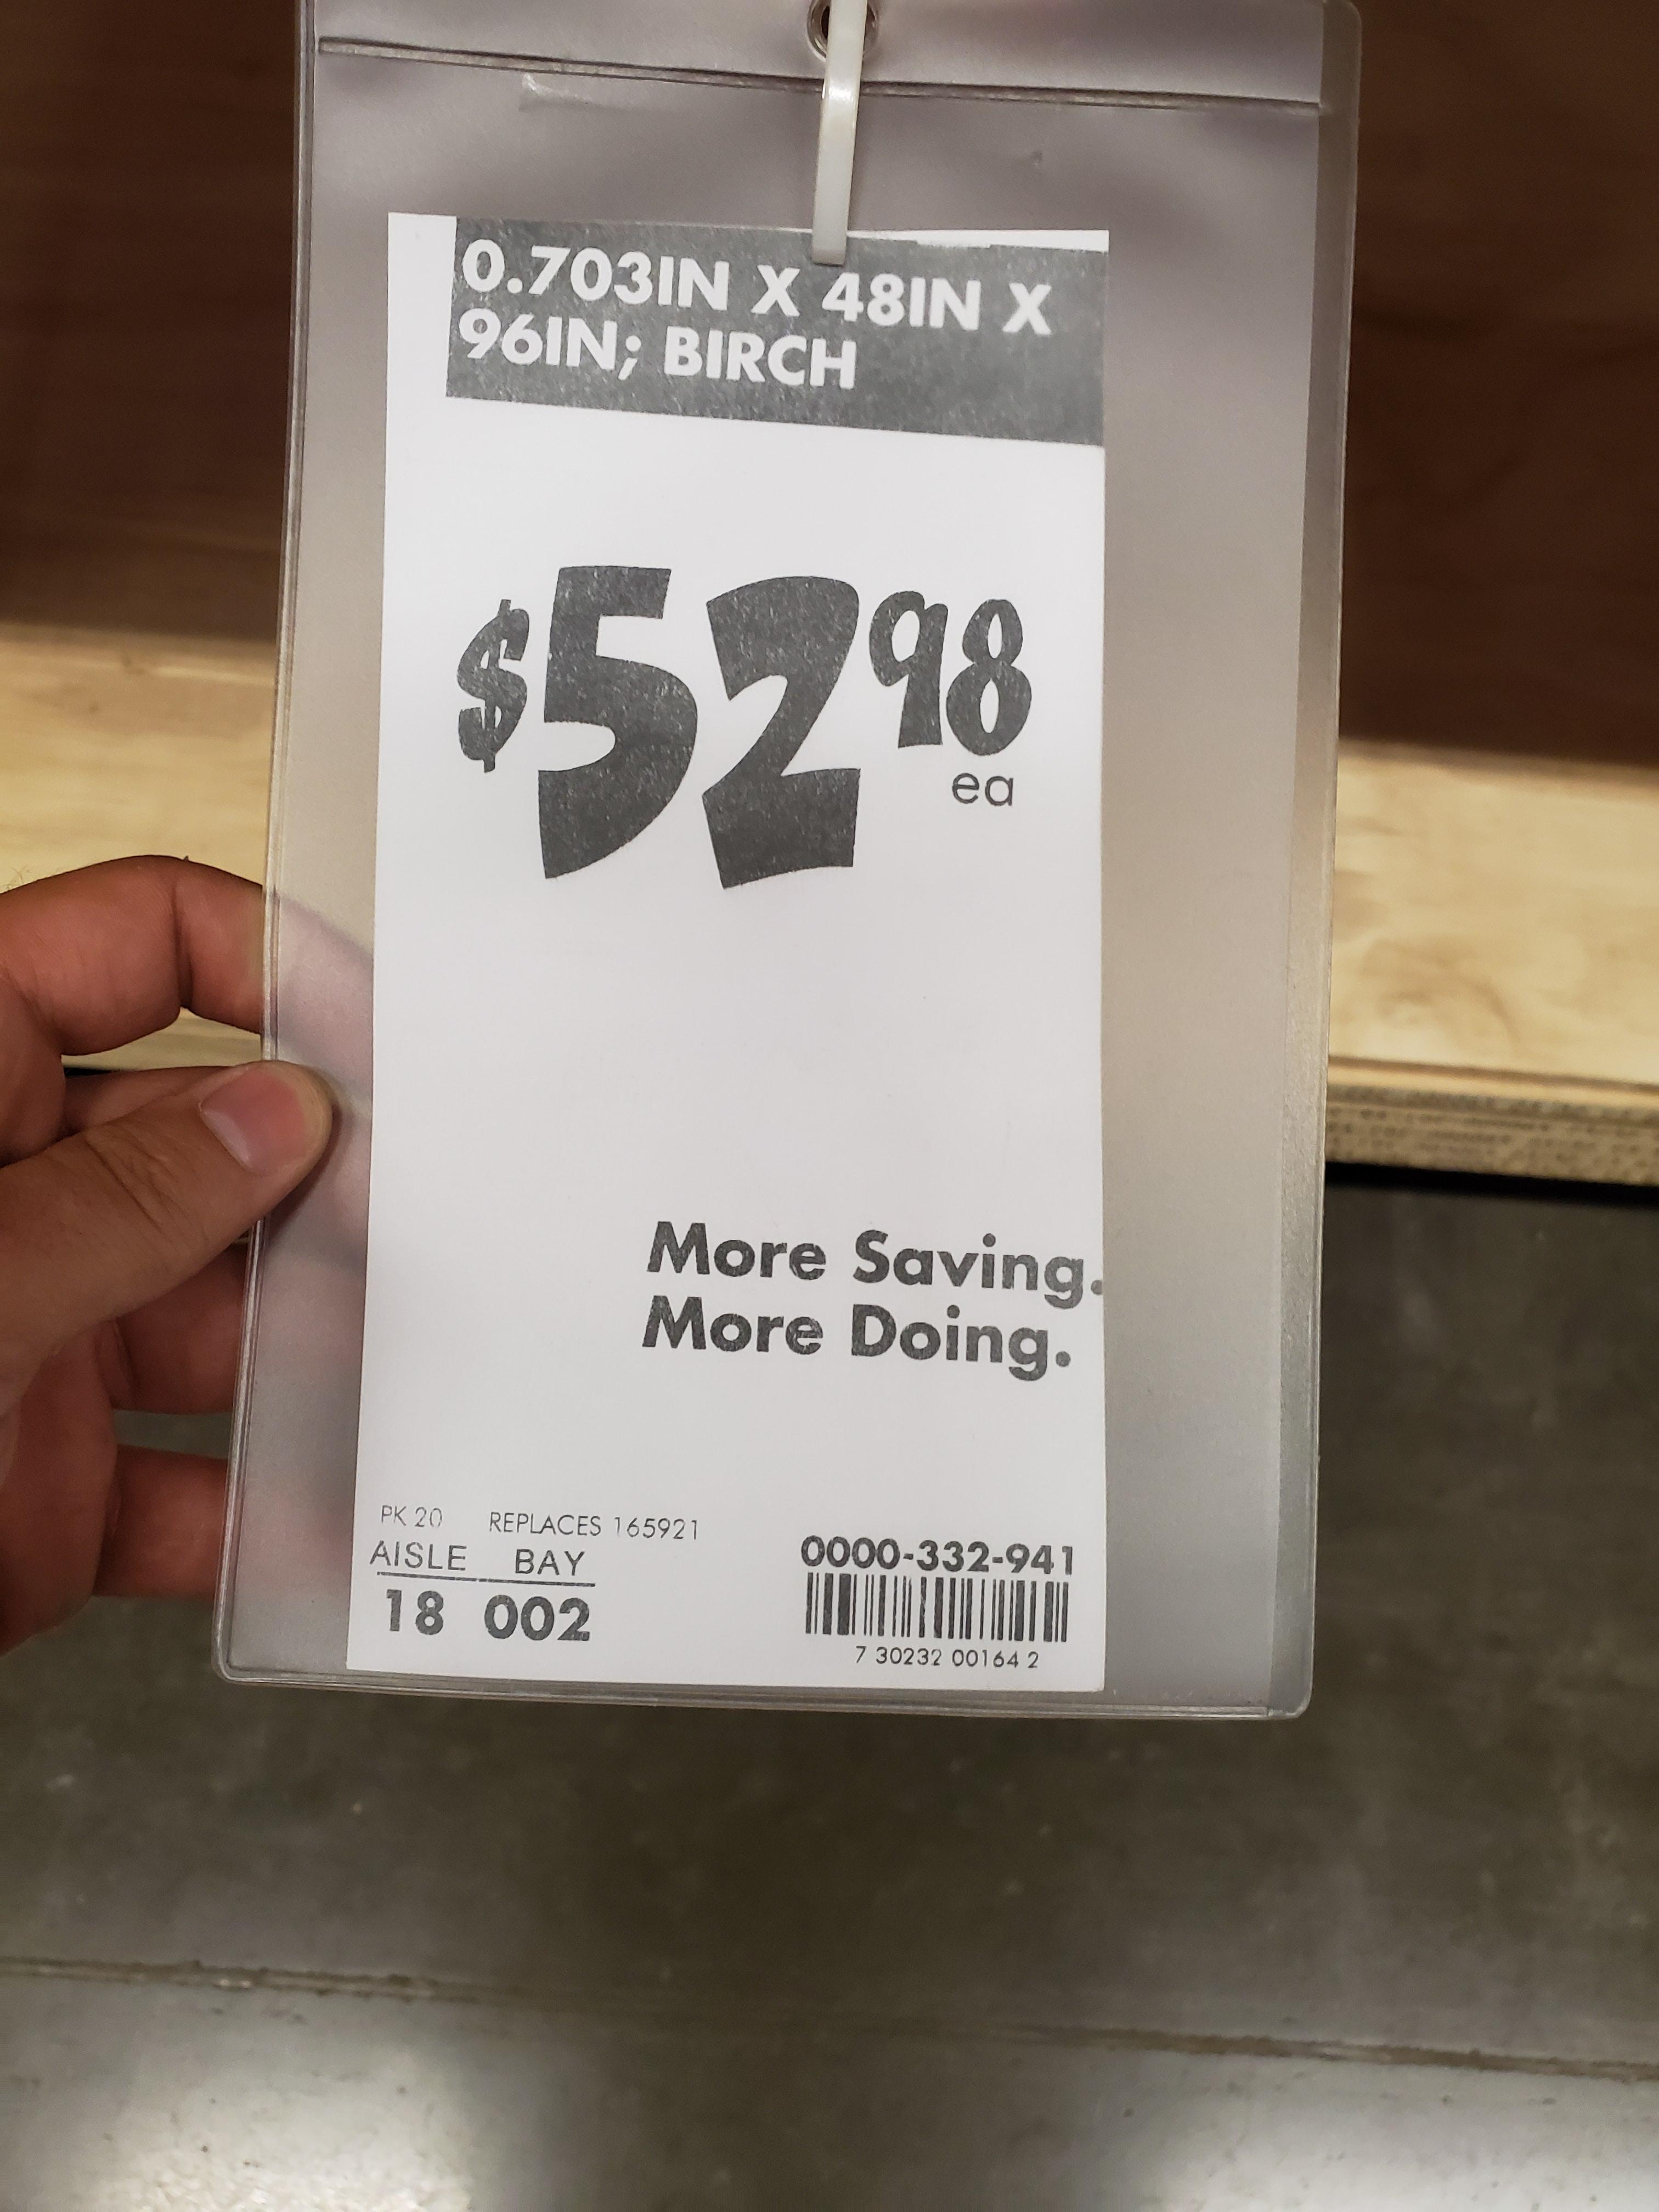 0.703IN X 48IN X
96IN; BIRCH
$52 98
ea
More Saving.
More Doing.
PK 20 REPLACES 165921
AISLE BAY
18 002
0000-332-941
7 30232 00164 2